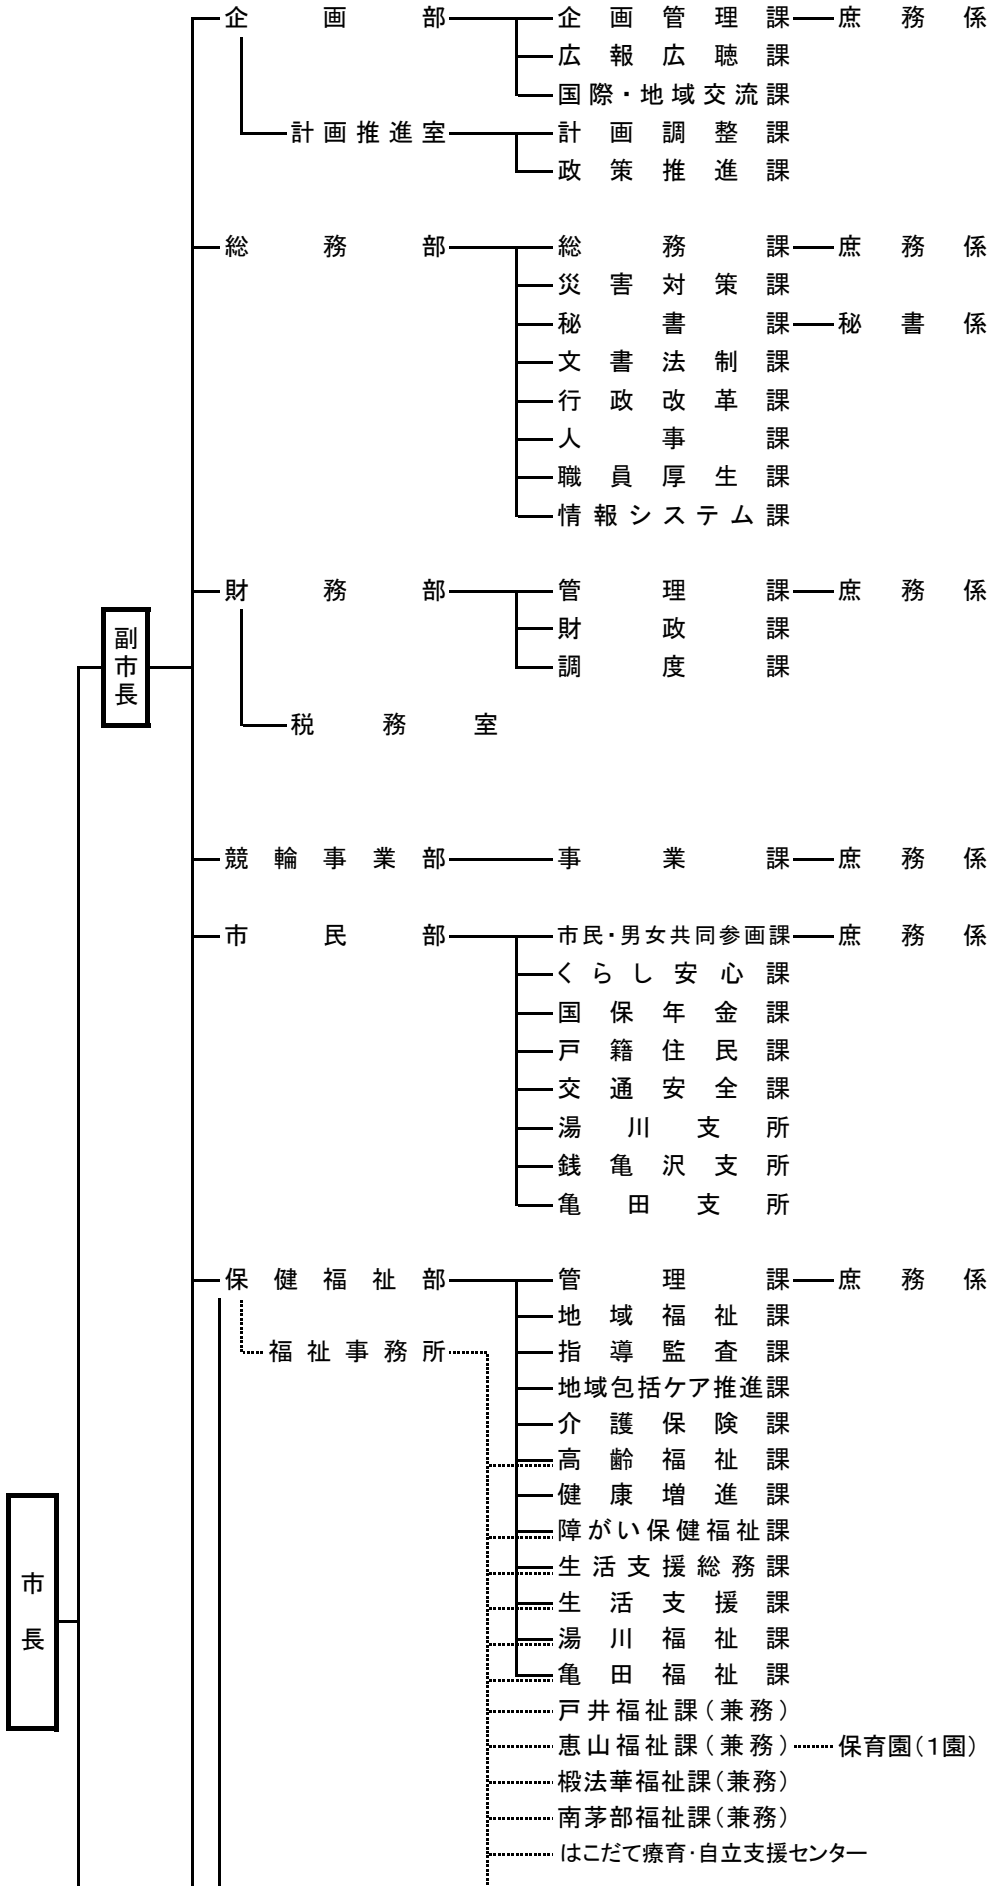 企画部 企画管理課 庶務係
広報広聴課
国際・地域交流課
計画推進室 計画調整課
政策推進課
総務部 総務課 庶務係
災害対策課
秘書課 秘書係
文書法制課
行政改革課
人事課
職員厚生課
情報システム課
財務部 管理課 庶務係
財政課
調度課
副市長
税務室
競輪事業部 事業課 庶務係
市民部 市民・男女共同参画課 庶務係
くらし安心課
国保年金課
戸籍住民課
交通安全課
湯川支所
銭亀沢支所
亀田支所
保健福祉部 管理課 庶務係
地域福祉課
福祉事務所 指導監査課
地域包括ケア推進課
介護保険課
高齢福祉課
健康増進課
障がい保健福祉課
生活支援総務課
市長
生活支援課
湯川福祉課
亀田福祉課
戸井福祉課(兼務)
恵山福祉課(兼務) 保育園(1園)
椴法華福祉課(兼務)
南茅部福祉課(兼務)
はこだて療育・自立支援センター